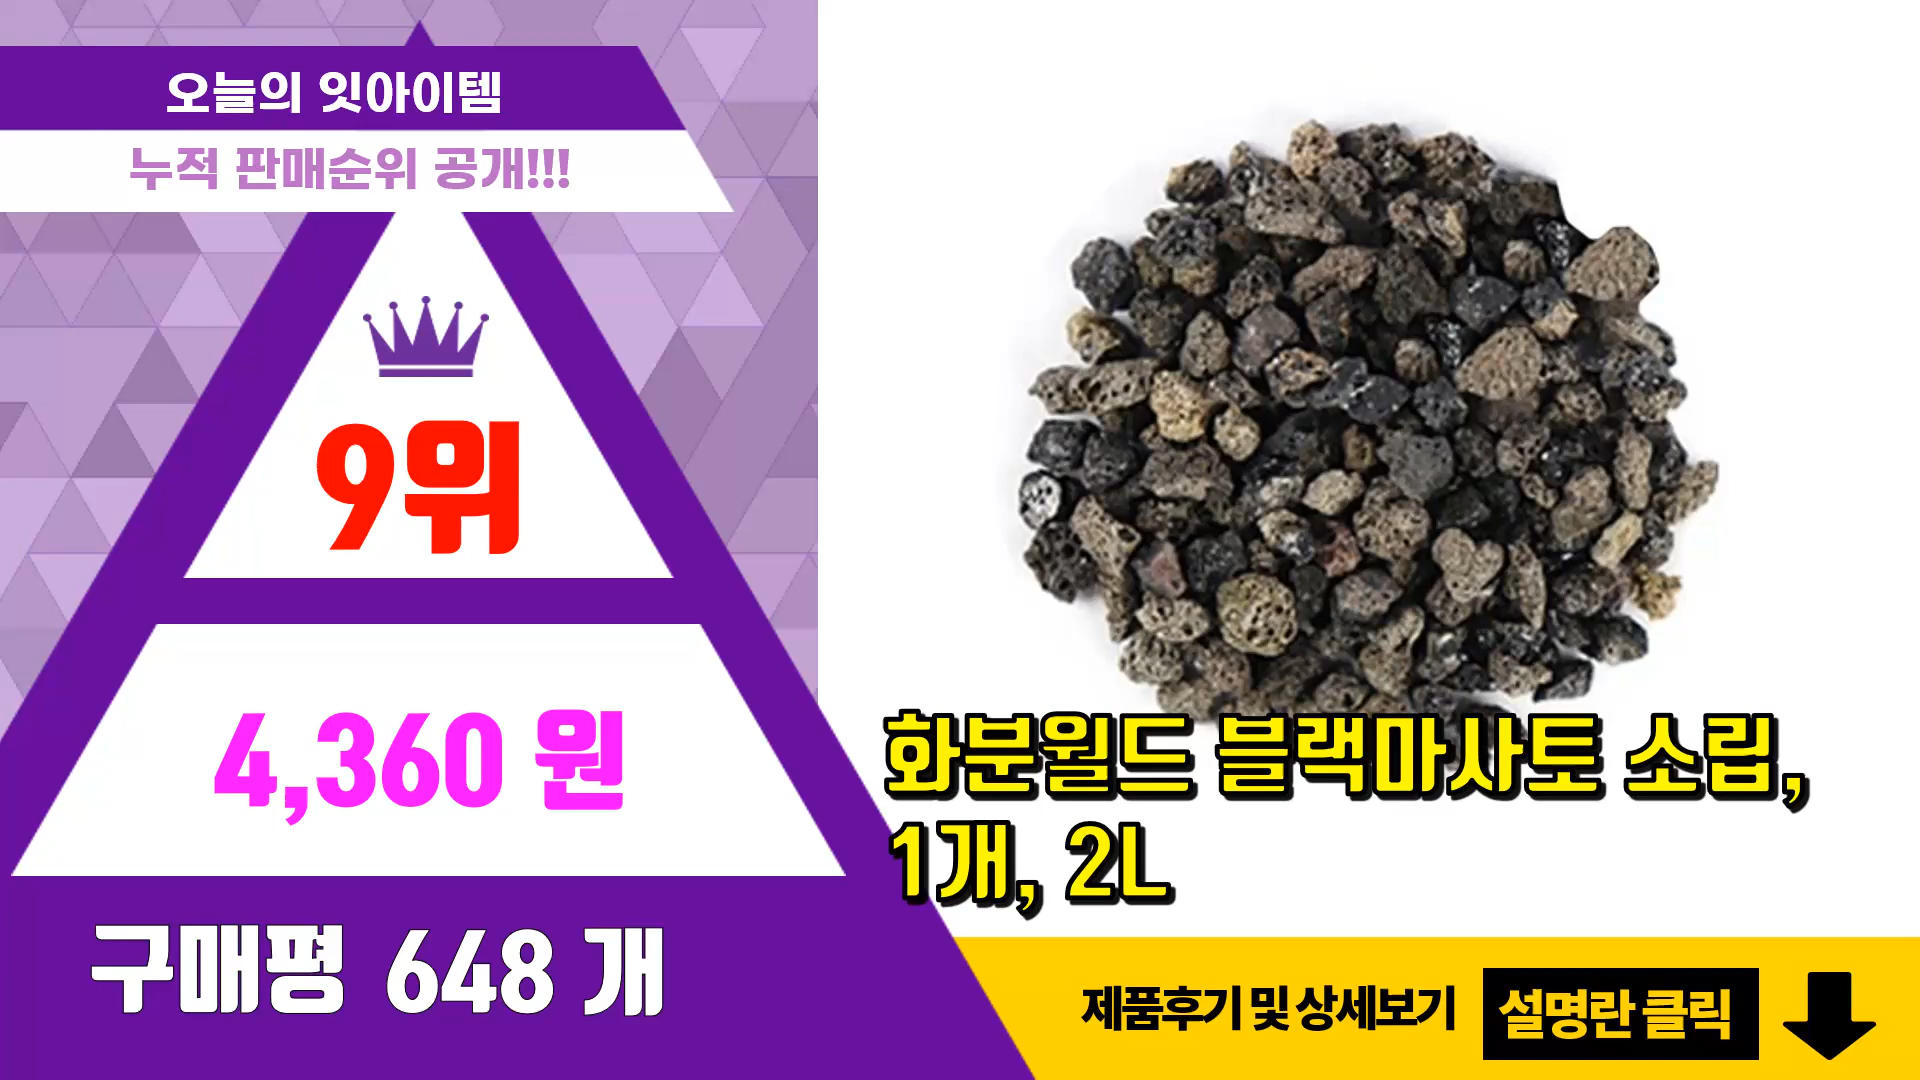 오늘의 잇아이템
누적 판매순위 공개!!!
9위
4,360 원
구매평 648 개
화분월드 블랙마사토 소립,
1개, 2L
제품후기 및 상세보기
설명란 클릭